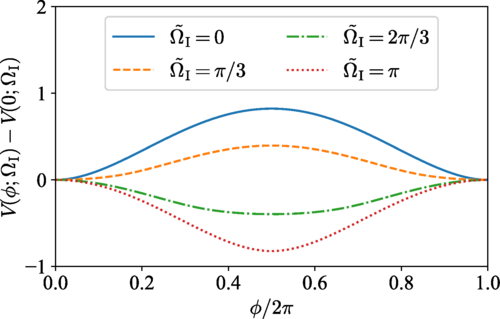 2
Ω̃_I = 0
Ω̃_I = 2π/3
Ω̃_I = π/3
Ω̃_I = π
1
0
−1
V(ϕ; Ω_I) − V(0; Ω_I)
0.0 0.2 0.4 0.6 0.8 1.0
ϕ/2π